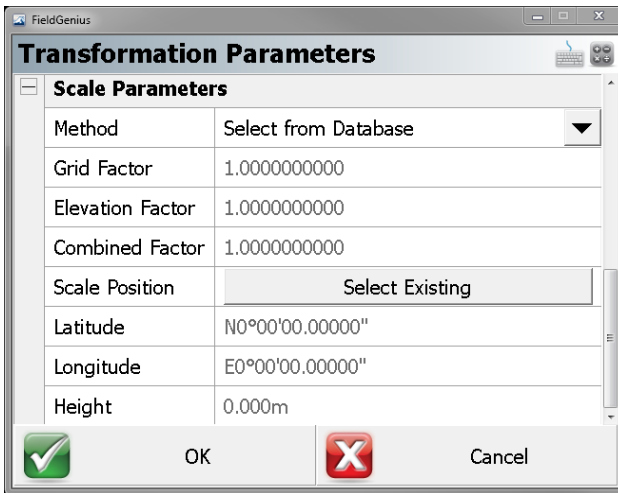 FieldGenius
Transformation Parameters
Scale Parameters
Method Select from Database
Grid Factor 1.0000000000
Elevation Factor 1.0000000000
Combined Factor 1.0000000000
Scale Position Select Existing
Latitude N0°00'00.00000"
Longitude E0°00'00.00000"
Height 0.000m
OK Cancel